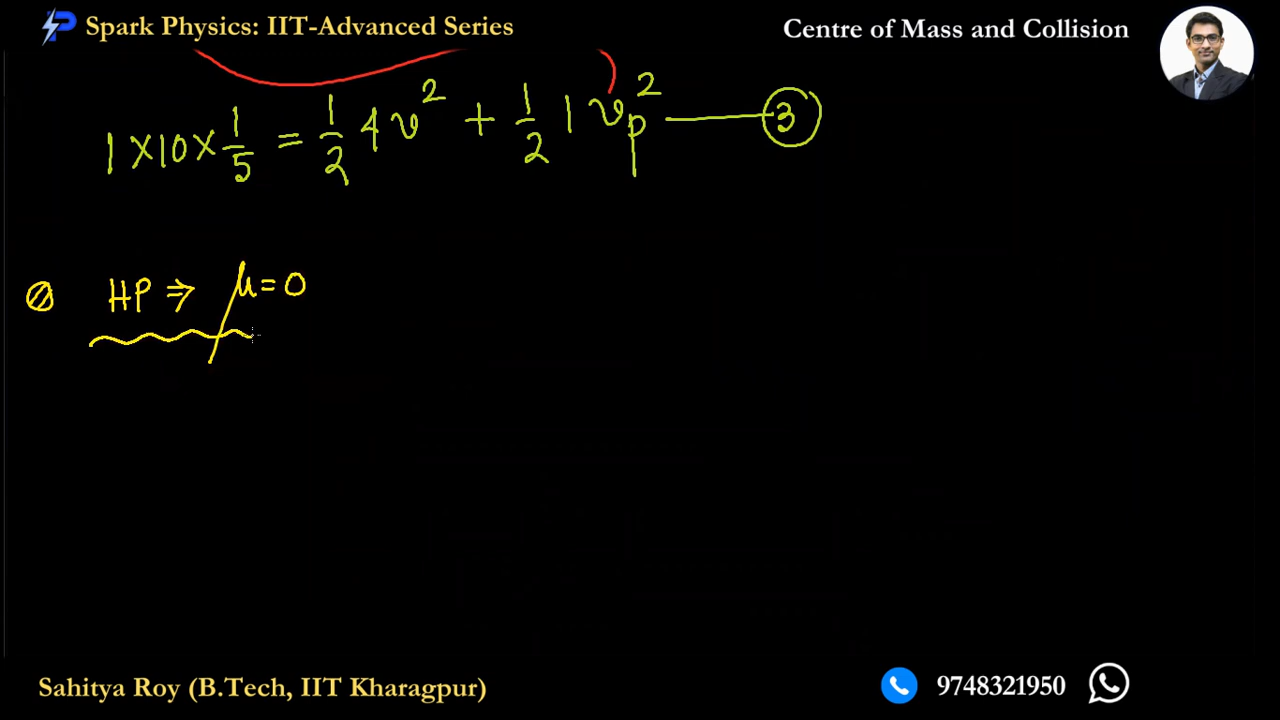 Spark Physics: IIT-Advanced Series
Centre of Mass and Collision
1 × 10 × 1/5 = 1/2 4v² + 1/2 1 v_p² — 3
HP ⇒ μ = 0
Sahitya Roy (B.Tech, IIT Kharagpur)
9748321950